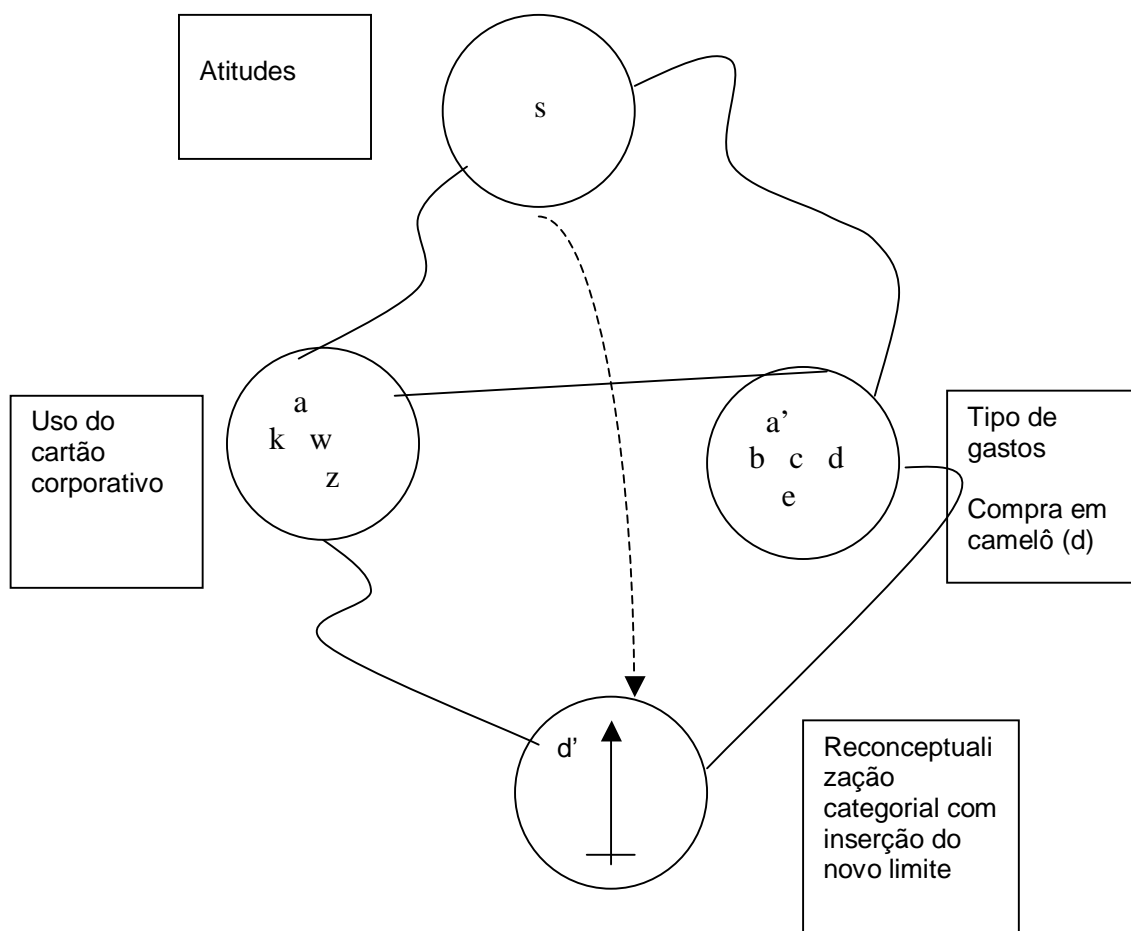 Atitudes
s
Uso do
cartão
corporativo
a
k w
z
a’
b c d
e
Tipo de
gastos
Compra em
camelô (d)
d’
Reconceptuali
zação
categorial com
inserção do
novo limite